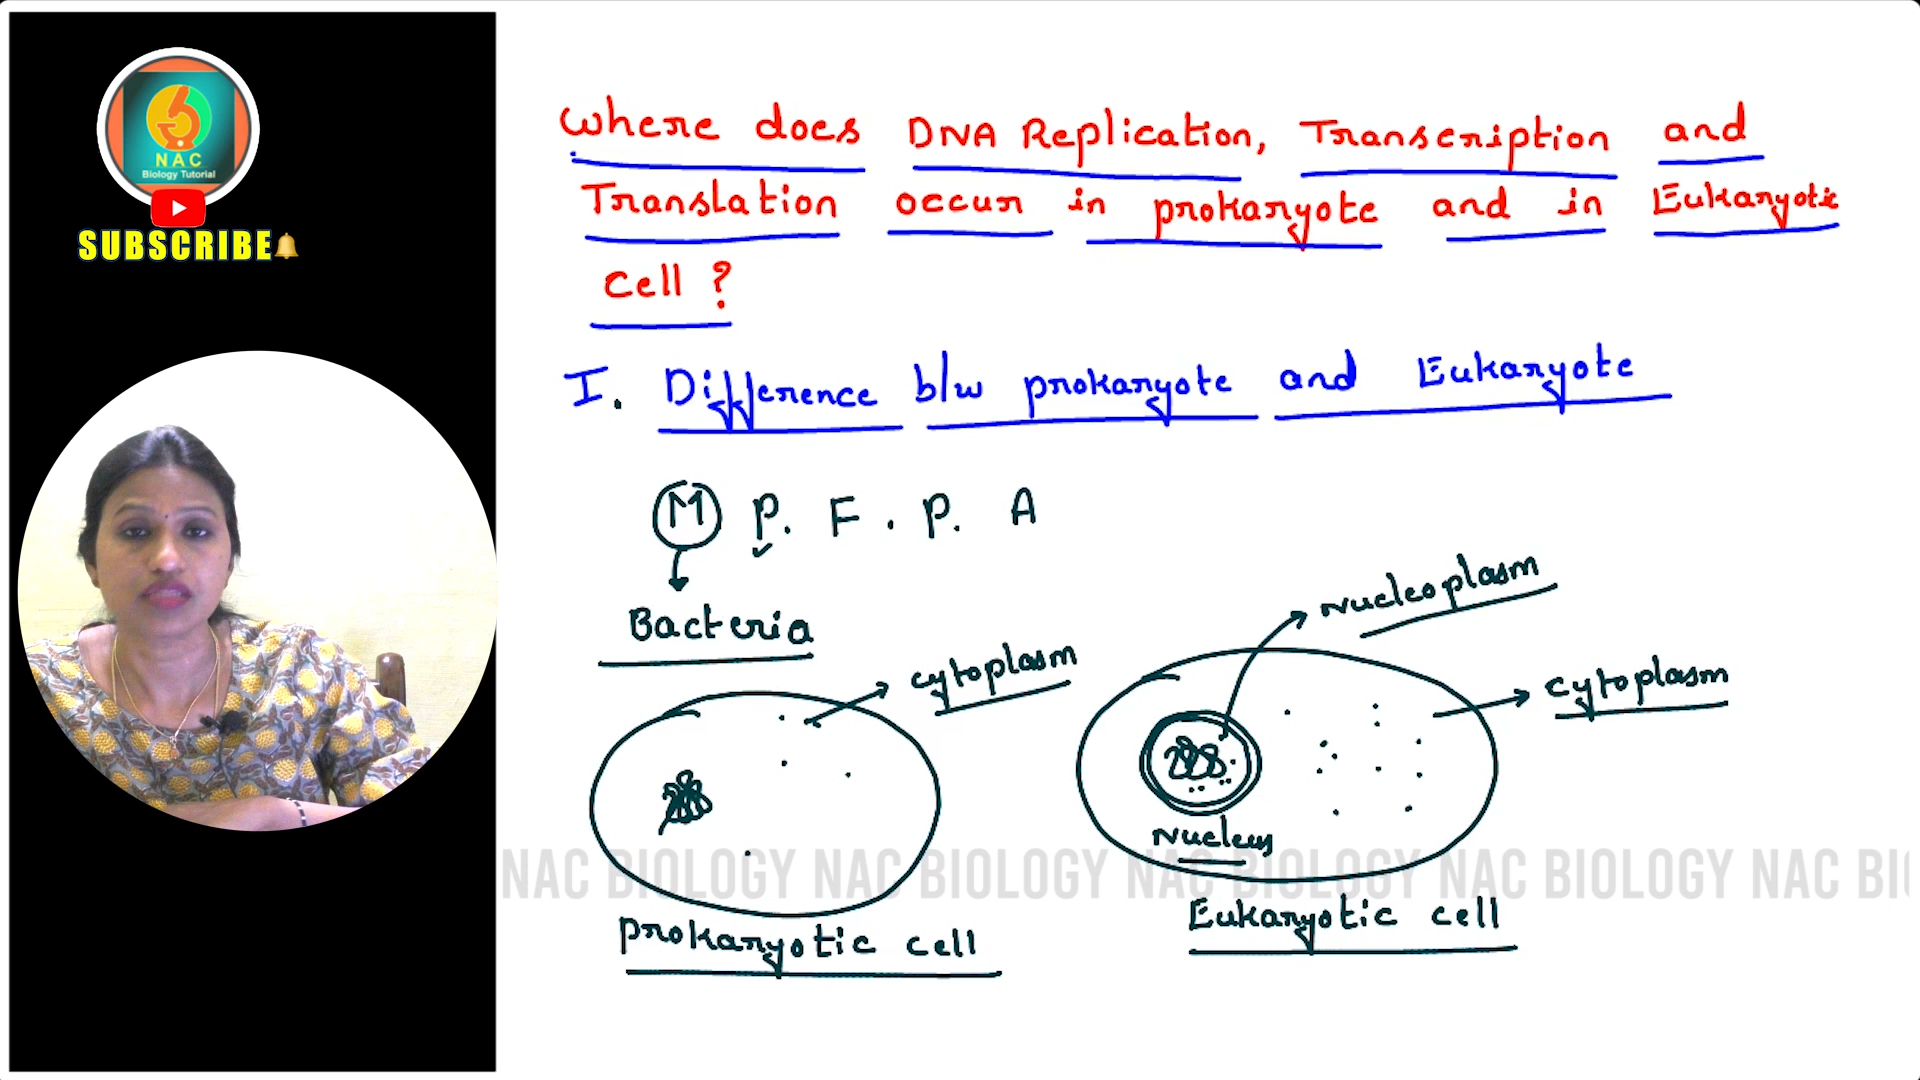 NAC
Biology Tutorial
SUBSCRIBE
Where does DNA Replication, Transcription and
Translation occur in prokaryote and in Eukaryotic
cell ?
I. Difference b/w prokaryote and Eukaryote
M P. F. P. A
Bacteria
cytoplasm
Nucleoplasm
cytoplasm
Nucleus
NAC BIOLOGY NAC BIOLOGY NAC BIOLOGY NAC BIOLOGY NAC BI
Prokaryotic cell
Eukaryotic cell